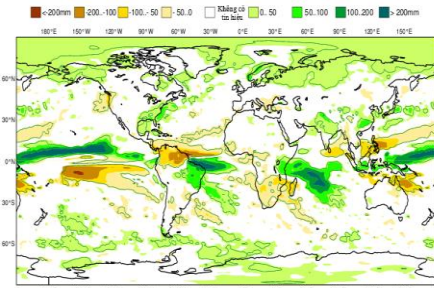 <-200mm -200..-100 -100..-50 -50..0 Không có tín hiệu 0..50 50..100 100..200 > 200mm
180°E 150°W 120°W 90°W 60°W 30°W 0°E 30°E 60°E 90°E 120°E 150°E
60°N
30°N
0°N
30°S
60°S